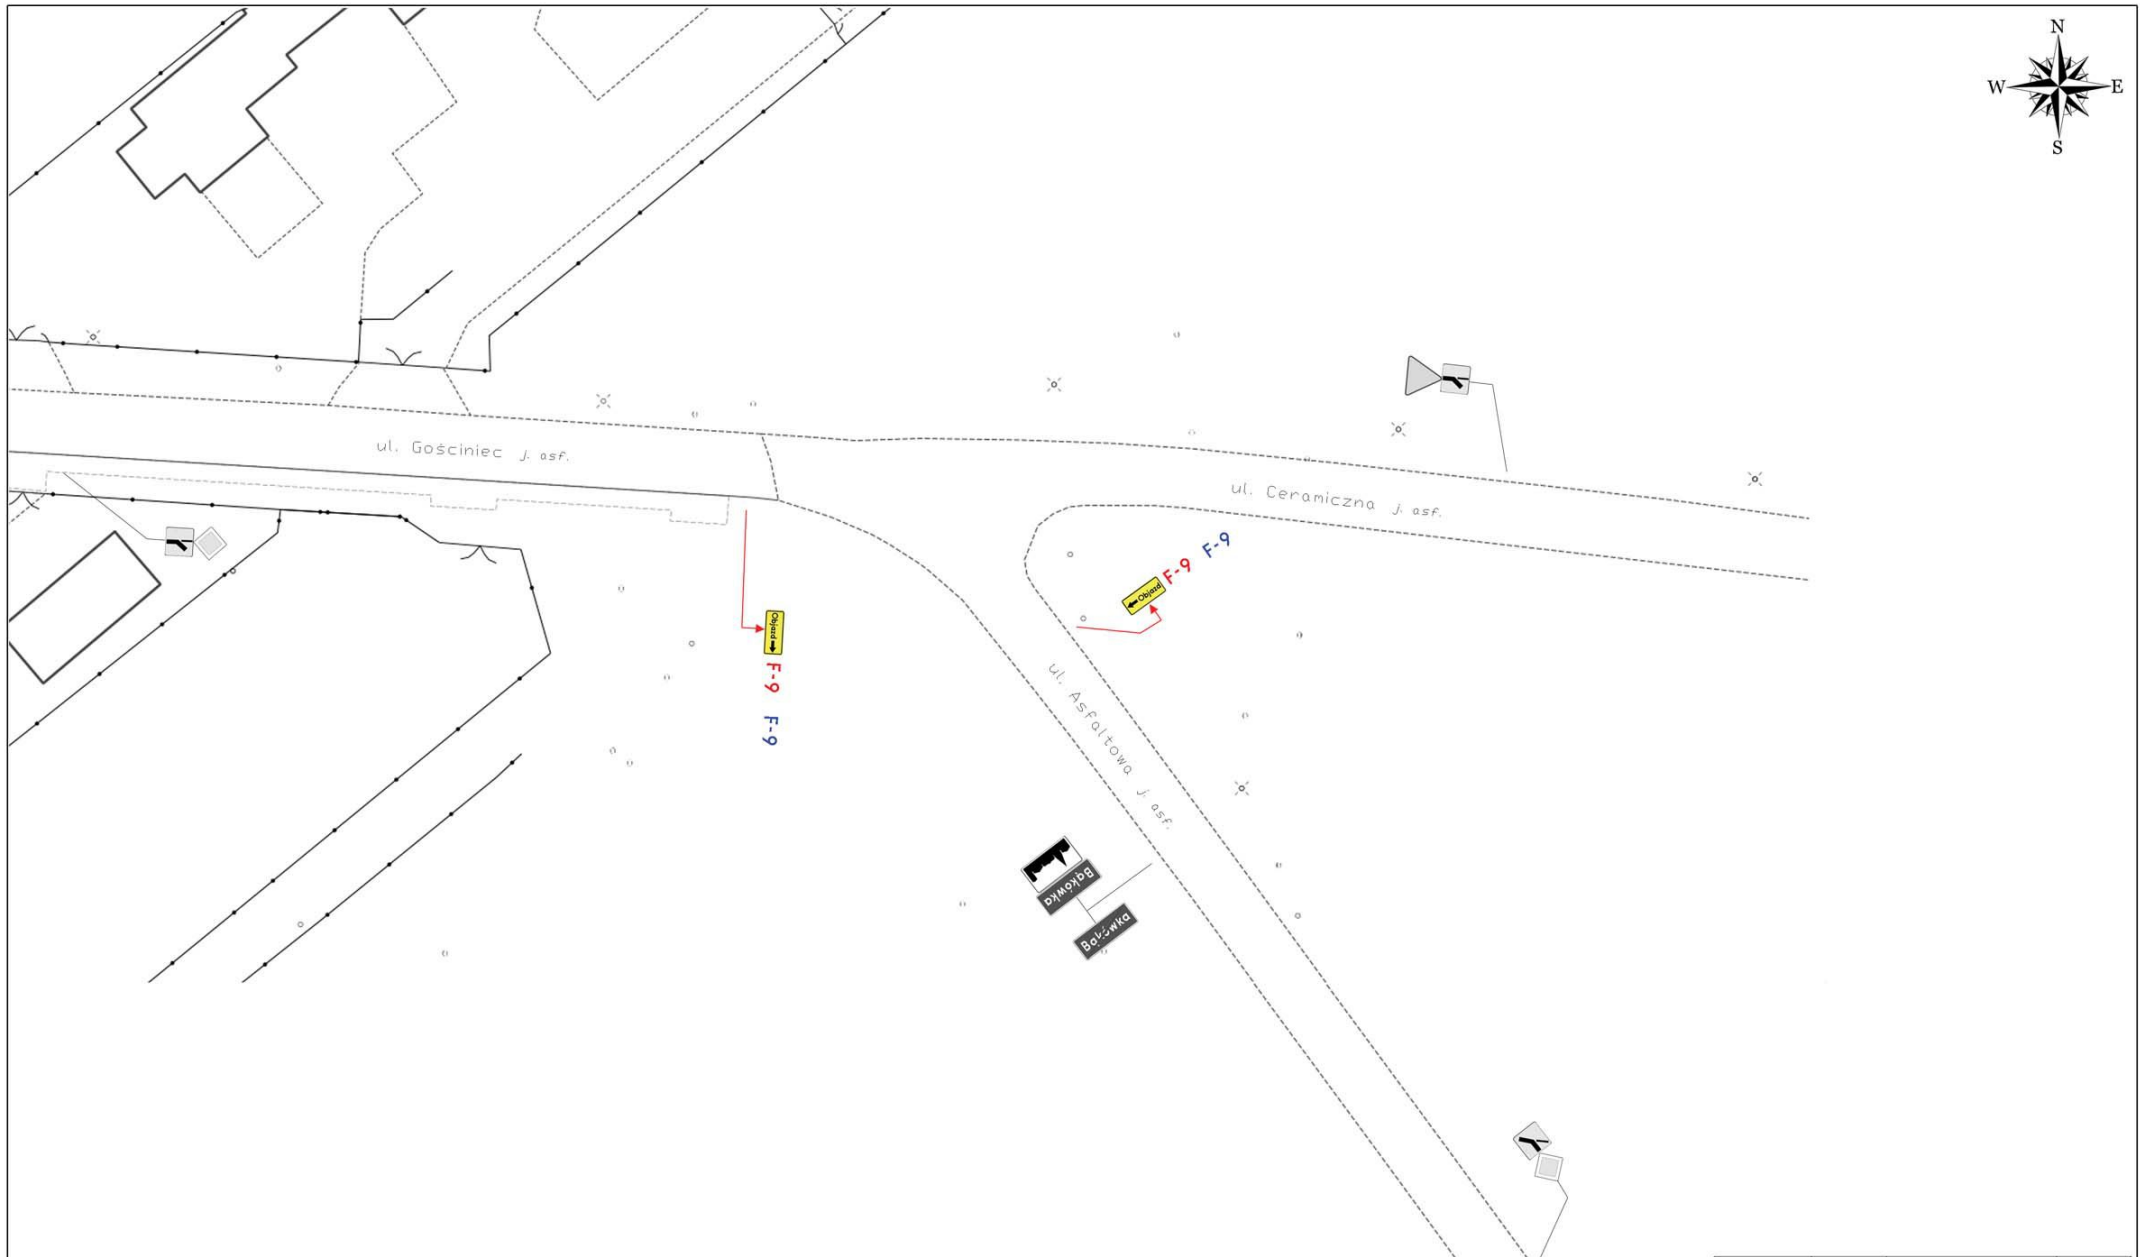 N
W E
S
ul. Gościniec j. asf.
ul. Ceramiczna j. asf.
F-9 F-9
Objazd
Objazd
F-9
F-9
ul. Asfaltowa j. asf.
Bąkówka
Bąkówka